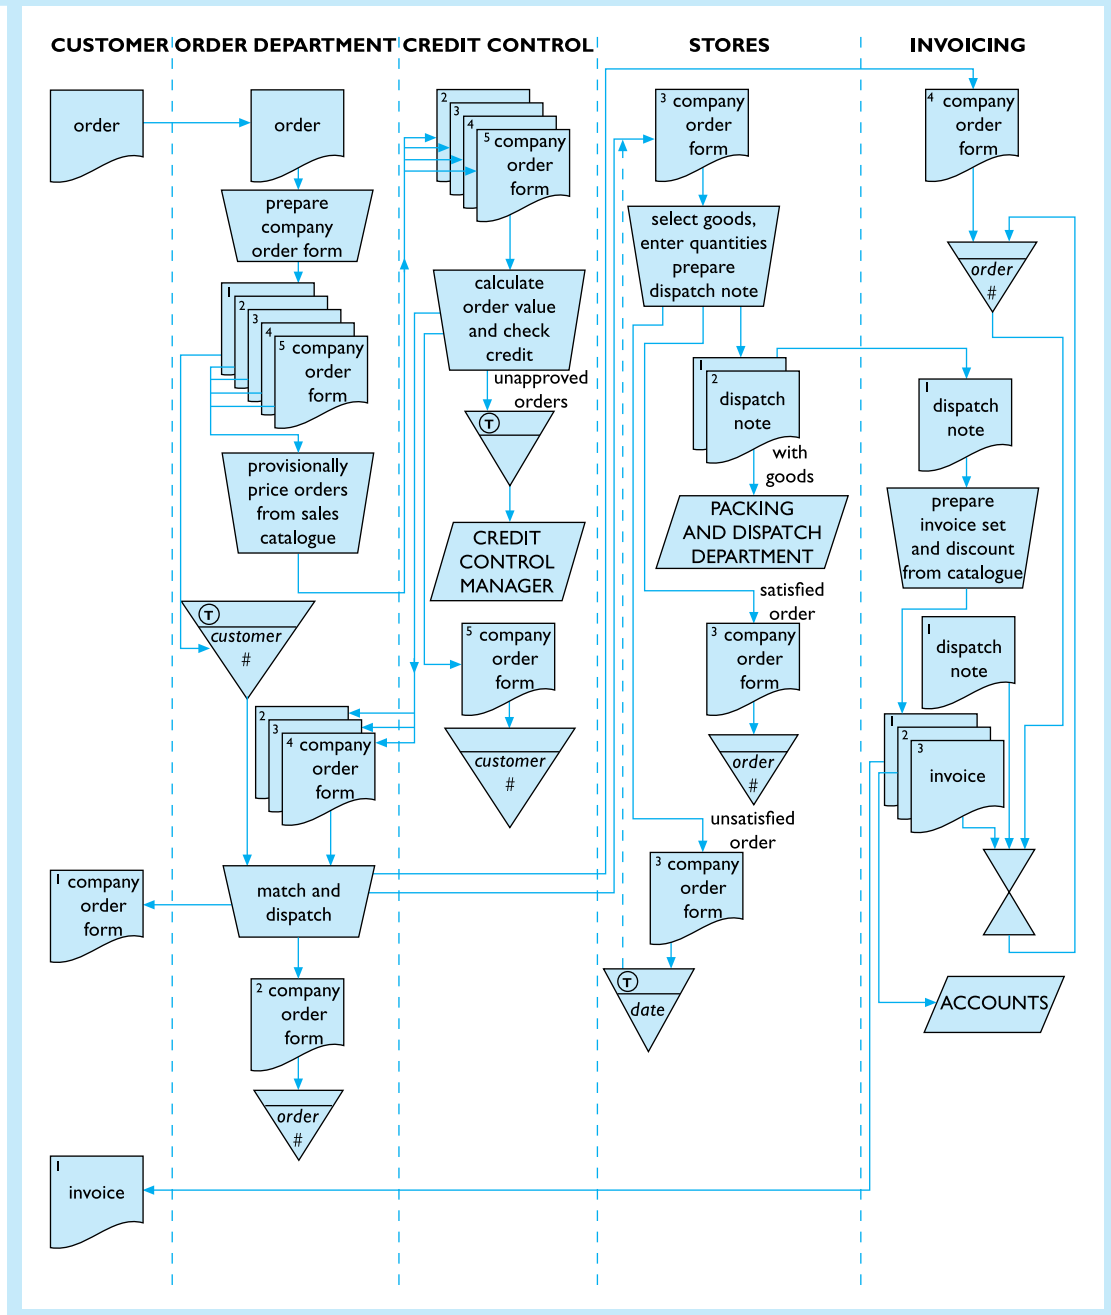 CUSTOMER
ORDER DEPARTMENT
CREDIT CONTROL
STORES
INVOICING
order
order
prepare
company
order form
1
2
3
4
5 company
order
form
provisionally
price orders
from sales
catalogue
T
customer
#
2
3
4 company
order
form
match and
dispatch
1 company
order
form
2 company
order
form
order
#
1
invoice
2
3
4
5 company
order
form
calculate
order value
and check
credit
unapproved
orders
T
CREDIT
CONTROL
MANAGER
5 company
order
form
customer
#
3 company
order
form
select goods,
enter quantities
prepare
dispatch note
1
2
dispatch
note
with
goods
PACKING
AND DISPATCH
DEPARTMENT
satisfied
order
3 company
order
form
order
#
unsatisfied
order
3 company
order
form
T
date
4 company
order
form
order
#
1
dispatch
note
prepare
invoice set
and discount
from catalogue
1
dispatch
note
1
2
3
invoice
ACCOUNTS